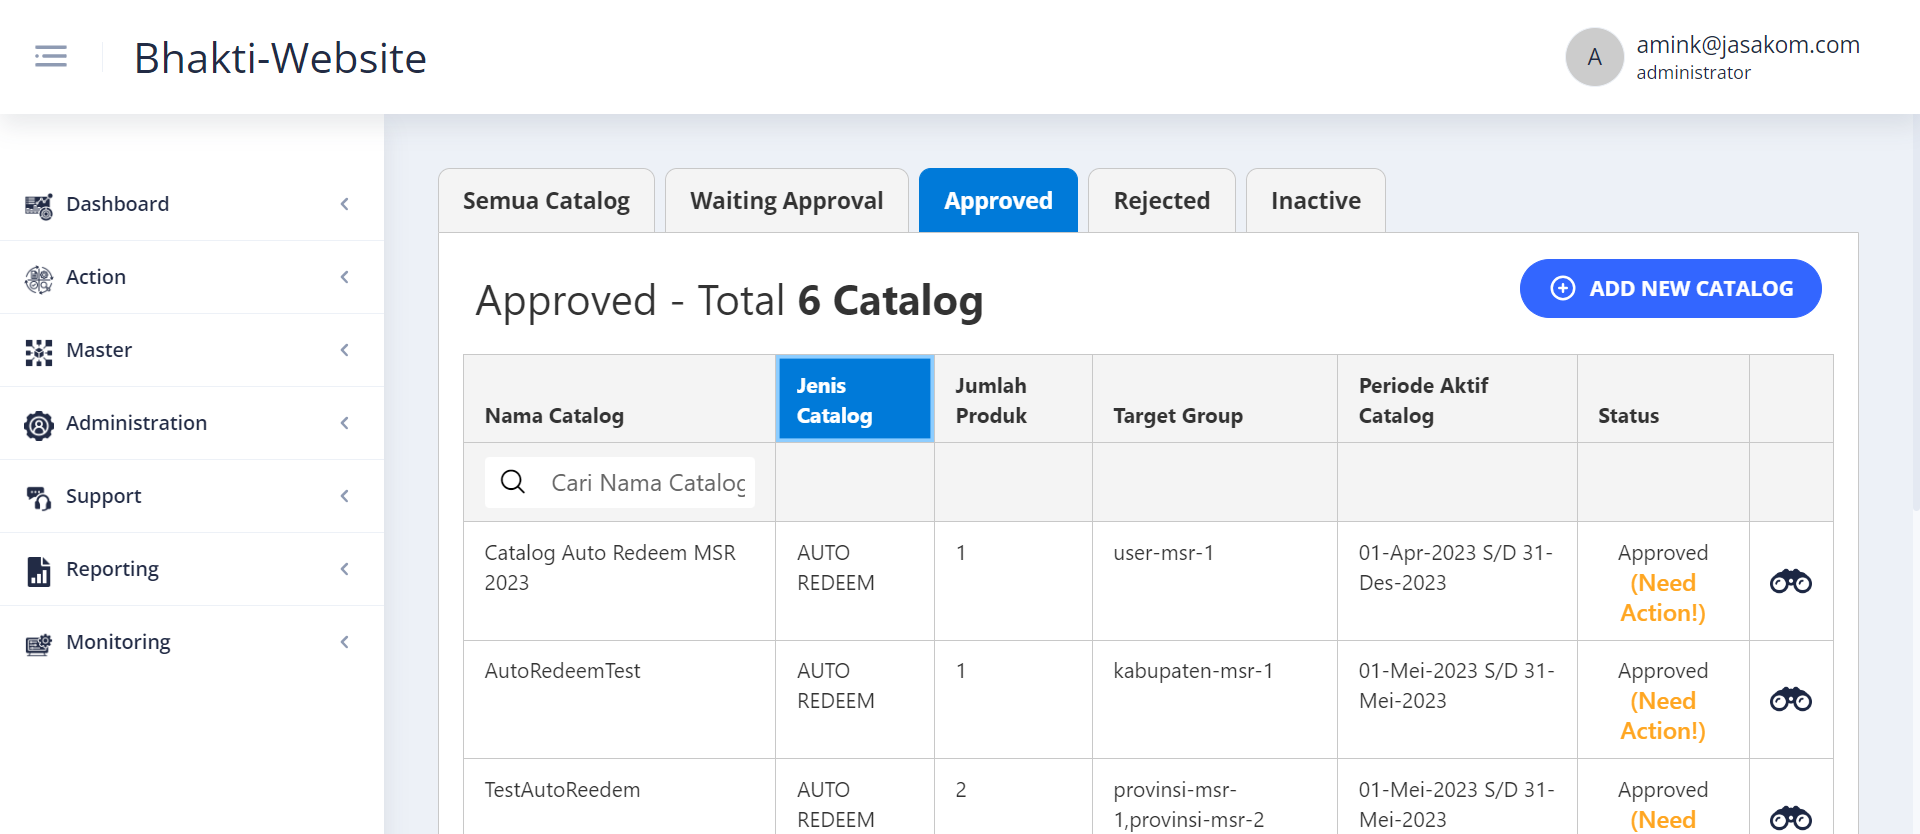 Bhakti-Website
A
amink@jasakom.com
administrator
Dashboard
Action
Master
Administration
Support
Reporting
Monitoring
Semua Catalog
Waiting Approval
Approved
Rejected
Inactive
Approved - Total 6 Catalog
ADD NEW CATALOG
Nama Catalog
Jenis
Catalog
Jumlah
Produk
Target Group
Periode Aktif
Catalog
Status
Cari Nama Catalog
Catalog Auto Redeem MSR
2023
AUTO
REDEEM
1
user-msr-1
01-Apr-2023 S/D 31-
Des-2023
Approved
(Need
Action!)
AutoRedeemTest
AUTO
REDEEM
1
kabupaten-msr-1
01-Mei-2023 S/D 31-
Mei-2023
Approved
(Need
Action!)
TestAutoReedem
AUTO
REDEEM
2
provinsi-msr-
1,provinsi-msr-2
01-Mei-2023 S/D 31-
Mei-2023
Approved
(Need